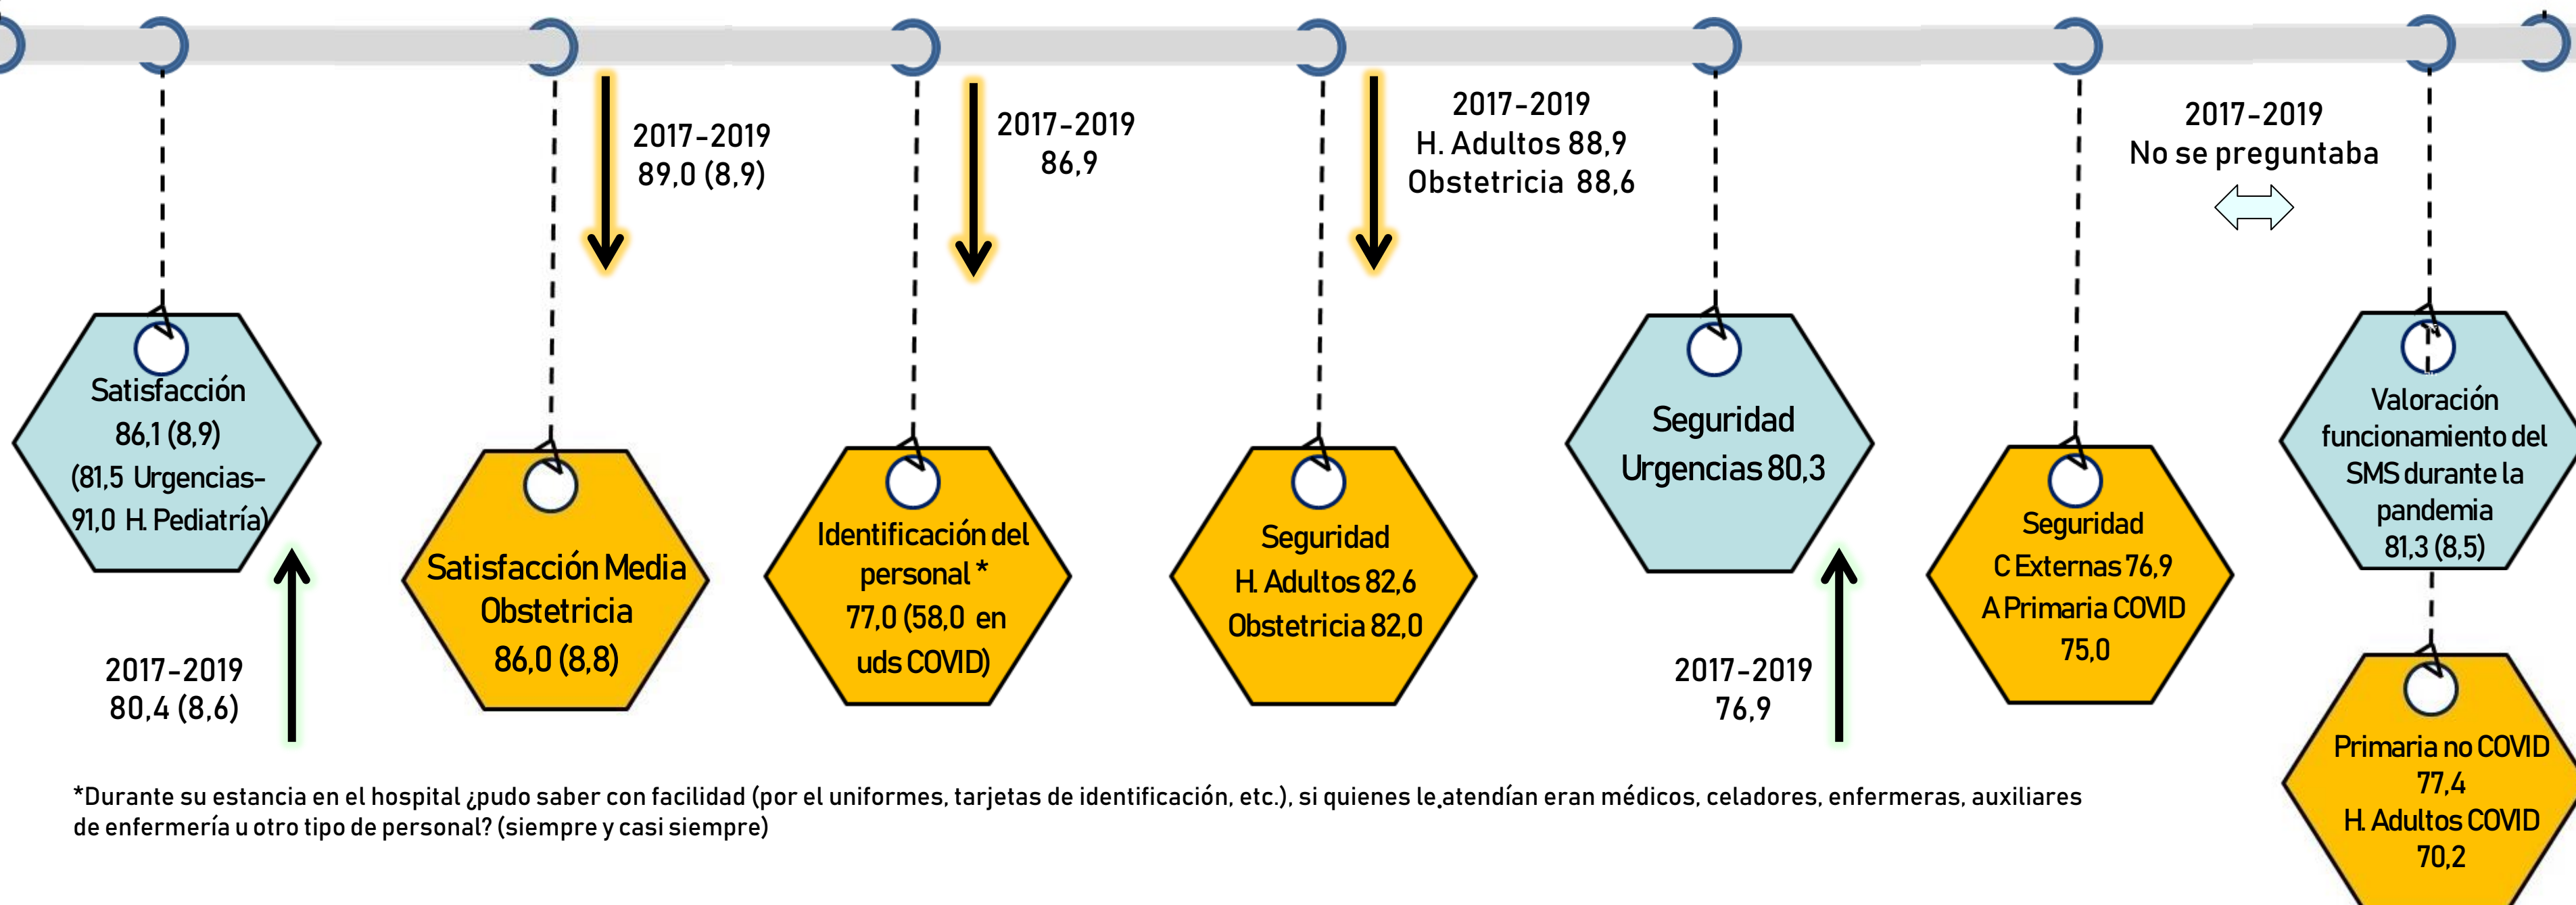 Satisfacción
86,1 (8,9)
(81,5 Urgencias-
91,0 H. Pediatría)
2017-2019
80,4 (8,6)
2017-2019
89,0 (8,9)
Satisfacción Media
Obstetricia
86,0 (8,8)
2017-2019
86,9
Identificación del
personal *
77,0 (58,0 en
uds COVID)
2017-2019
H. Adultos 88,9
Obstetricia 88,6
Seguridad
H. Adultos 82,6
Obstetricia 82,0
Seguridad
Urgencias 80,3
2017-2019
76,9
Seguridad
C Externas 76,9
A Primaria COVID
75,0
2017-2019
No se preguntaba
Valoración
funcionamiento del
SMS durante la
pandemia
81,3 (8,5)
Primaria no COVID
77,4
H. Adultos COVID
70,2
*Durante su estancia en el hospital ¿pudo saber con facilidad (por el uniformes, tarjetas de identificación, etc.), si quienes le.atendían eran médicos, celadores, enfermeras, auxiliares
de enfermería u otro tipo de personal? (siempre y casi siempre)